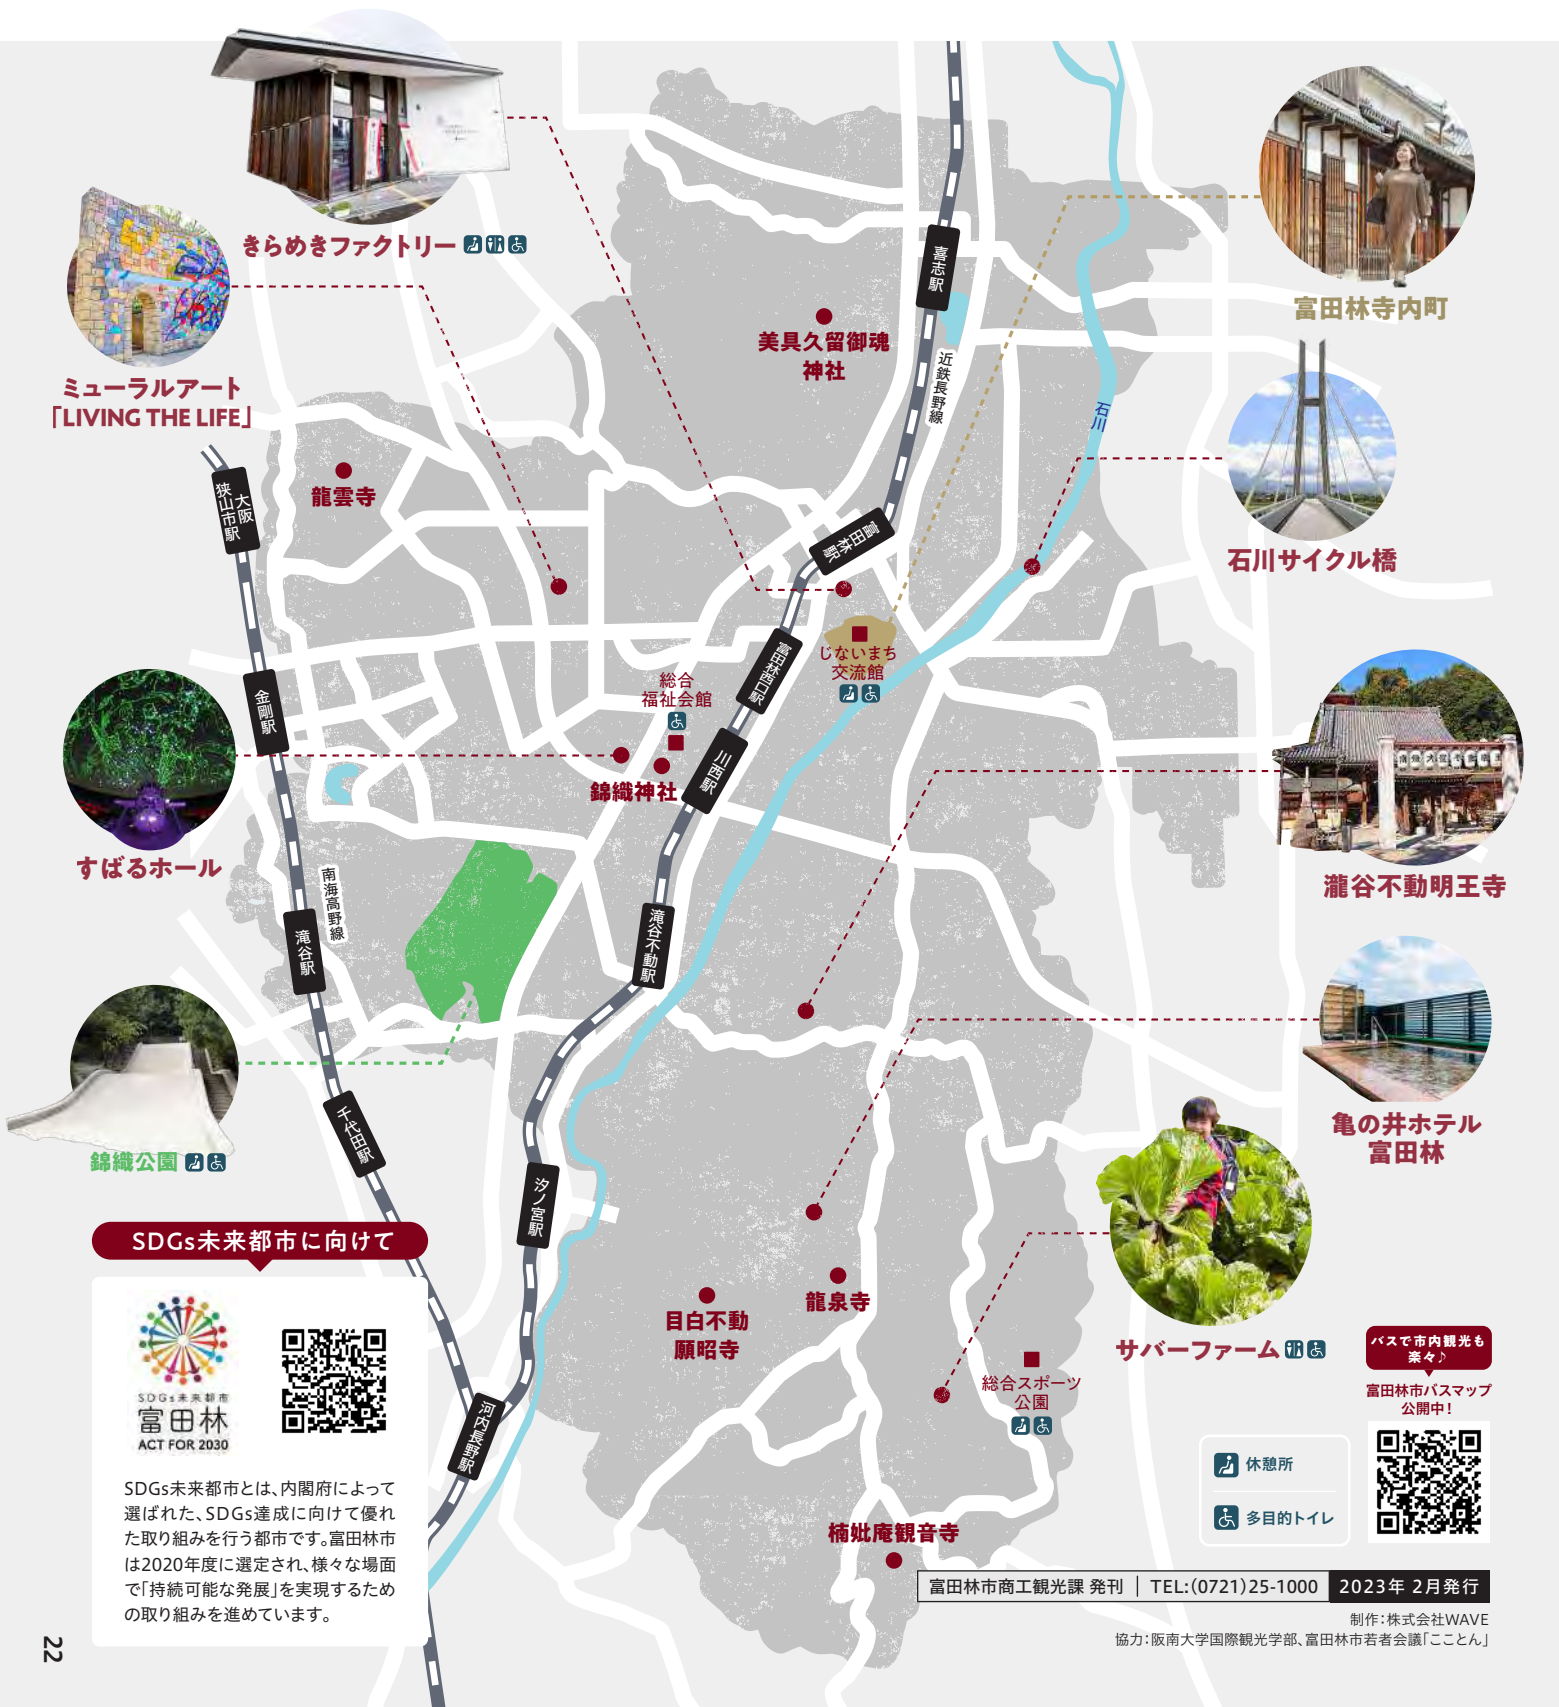 きらめきファクトリー
ミューラルアート
「LIVING THE LIFE」
富田林寺内町
喜志駅
美具久留御魂
神社
近鉄長野線
石川
石川サイクル橋
龍雲寺
大阪
狭山市駅
富田林駅
じないまち
交流館
富田林西口駅
総合
福祉会館
金剛駅
川西駅
錦織神社
すばるホール
瀧谷不動明王寺
南海高野線
滝谷駅
滝谷不動駅
錦織公園
千代田駅
亀の井ホテル
富田林
汐ノ宮駅
龍泉寺
目白不動
願昭寺
サバーファーム
総合スポーツ
公園
河内長野駅
楠妣庵観音寺
SDGs未来都市に向けて
SDGs未来都市
富田林
ACT FOR 2030
SDGs未来都市とは、内閣府によって
選ばれた、SDGs達成に向けて優れ
た取り組みを行う都市です。富田林市
は2020年度に選定され、様々な場面
で「持続可能な発展」を実現するため
の取り組みを進めています。
バスで市内観光も
楽々♪
富田林市バスマップ
公開中！
休憩所
多目的トイレ
富田林市商工観光課 発刊 │ TEL:(0721)25-1000 2023年 2月発行
制作：株式会社WAVE
協力：阪南大学国際観光学部、富田林市若者会議「こことん」
22